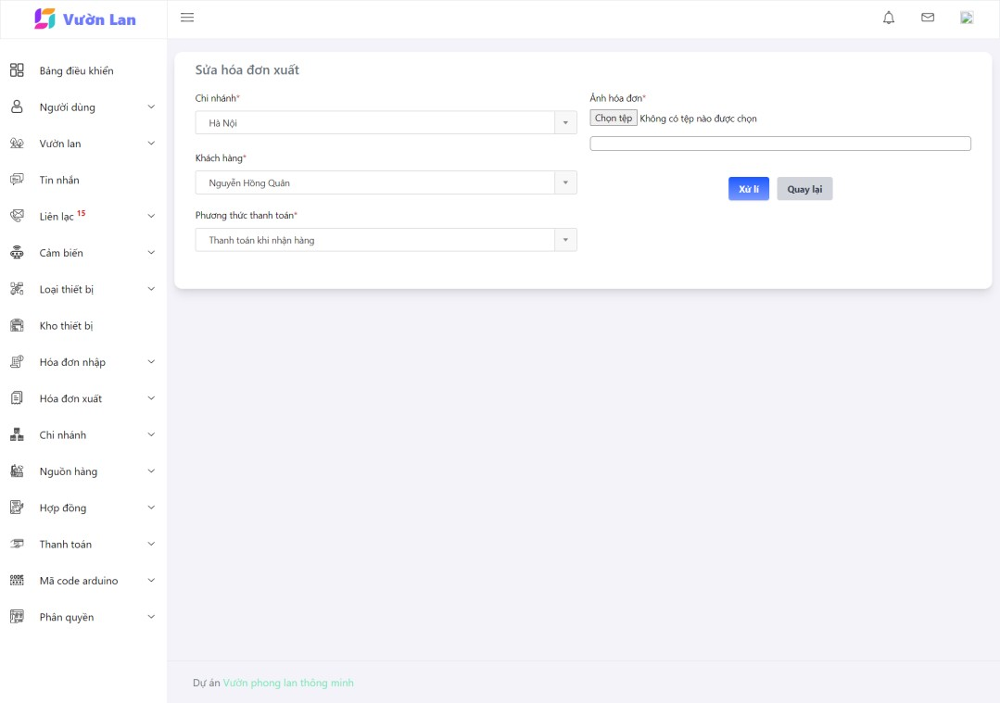 Vườn Lan
Bảng điều khiển
Người dùng
Vườn lan
Tin nhắn
Liên lạc 15
Cảm biến
Loại thiết bị
Kho thiết bị
Hóa đơn nhập
Hóa đơn xuất
Chi nhánh
Nguồn hàng
Hợp đồng
Thanh toán
CODE
Mã code arduino
Phân quyền
Sửa hóa đơn xuất
Chi nhánh*
Hà Nội
Khách hàng*
Nguyễn Hồng Quân
Phương thức thanh toán*
Thanh toán khi nhận hàng
Ảnh hóa đơn*
Chọn tệp Không có tệp nào được chọn
Xử lí Quay lại
Dự án Vườn phong lan thông minh